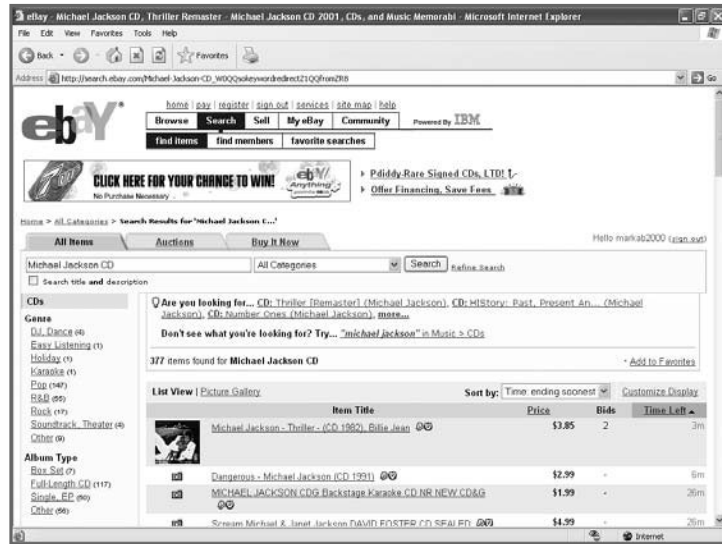 eBay - Michael Jackson CD, Thriller Remaster - Michael Jackson CD 2001, CDs, and Music Memorabi - Microsoft Internet Explorer
File Edit View Favorites Tools Help
Back Favorites
Address http://search.ebay.com/Michael-Jackson-CD_W0QQsokeywordredirectZ1QQfromZR8 Go
home | pay | register | sign out | services | site map | help
ebY
Browse Search Sell My eBay Community Powered By IBM
find items find members favorite searches
CLICK HERE FOR YOUR CHANCE TO WIN!
No Purchase Necessary
ebY Anything
Pdiddy-Rare Signed CDs, LTD!
Offer Financing, Save Fees
Home > All Categories > Search Results for 'Michael Jackson C...'
All Items Auctions Buy It Now Hello markab2000 (sign out)
Michael Jackson CD All Categories Search Refine Search
Search title and description
CDs
Genre
DJ, Dance (4)
Easy Listening (1)
Holiday (1)
Karaoke (1)
Pop (147)
R&B (55)
Rock (17)
Soundtrack, Theater (4)
Other (9)
Album Type
Box Set (7)
Full-Length CD (117)
Single, EP (50)
Other (56)
Are you looking for... CD: Thriller [Remaster] (Michael Jackson), CD: HIStory: Past, Present An... (Michael
Jackson), CD: Number Ones (Michael Jackson), more...
Don't see what you're looking for? Try... "michael jackson" in Music > CDs
377 items found for Michael Jackson CD Add to Favorites
List View | Picture Gallery Sort by: Time: ending soonest Customize Display
Item Title Price Bids Time Left
Michael Jackson - Thriller - (CD 1982), Billie Jean $3.85 2 3m
Dangerous - Michael Jackson (CD 1991) $2.99 - 6m
MICHAEL JACKSON CDG Backstage Karaoke CD NR NEW CD&G $1.99 - 26m
Scream Michael & Janet Jackson DAVID FOSTER CD SEALED $4.99 - 26m
Internet